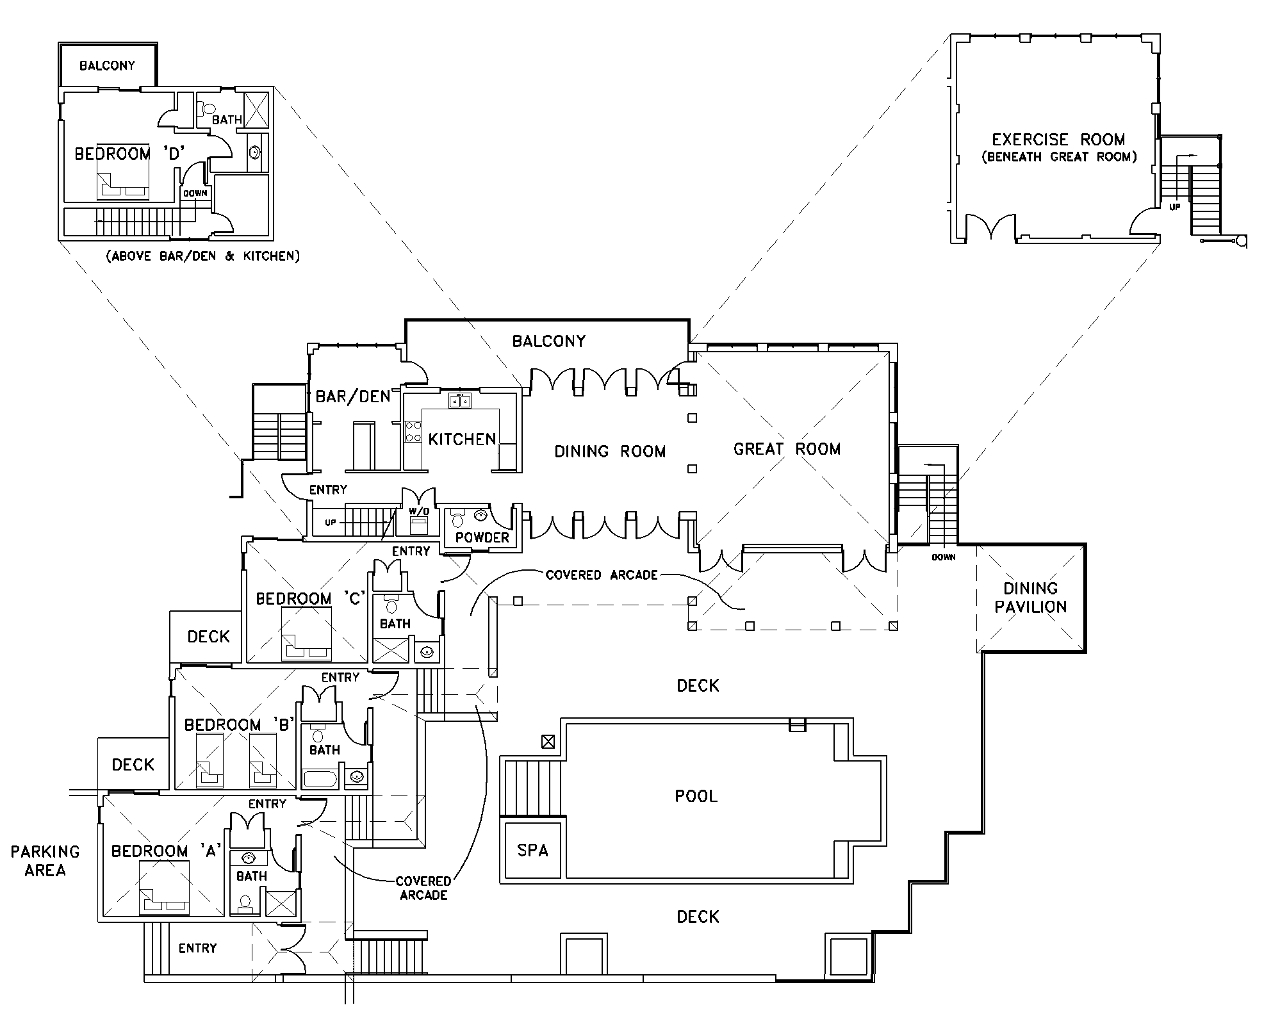 BALCONY
BATH
BEDROOM 'D'
DOWN
(ABOVE BAR/DEN & KITCHEN)
EXERCISE ROOM
(BENEATH GREAT ROOM)
UP
BALCONY
BAR/DEN
KITCHEN
DINING ROOM
GREAT ROOM
ENTRY
UP
W/D
POWDER
DOWN
ENTRY
COVERED ARCADE
DINING
PAVILION
BEDROOM 'C'
BATH
DECK
ENTRY
DECK
BEDROOM 'B'
BATH
DECK
ENTRY
POOL
PARKING
AREA
BEDROOM 'A'
BATH
SPA
COVERED
ARCADE
DECK
ENTRY